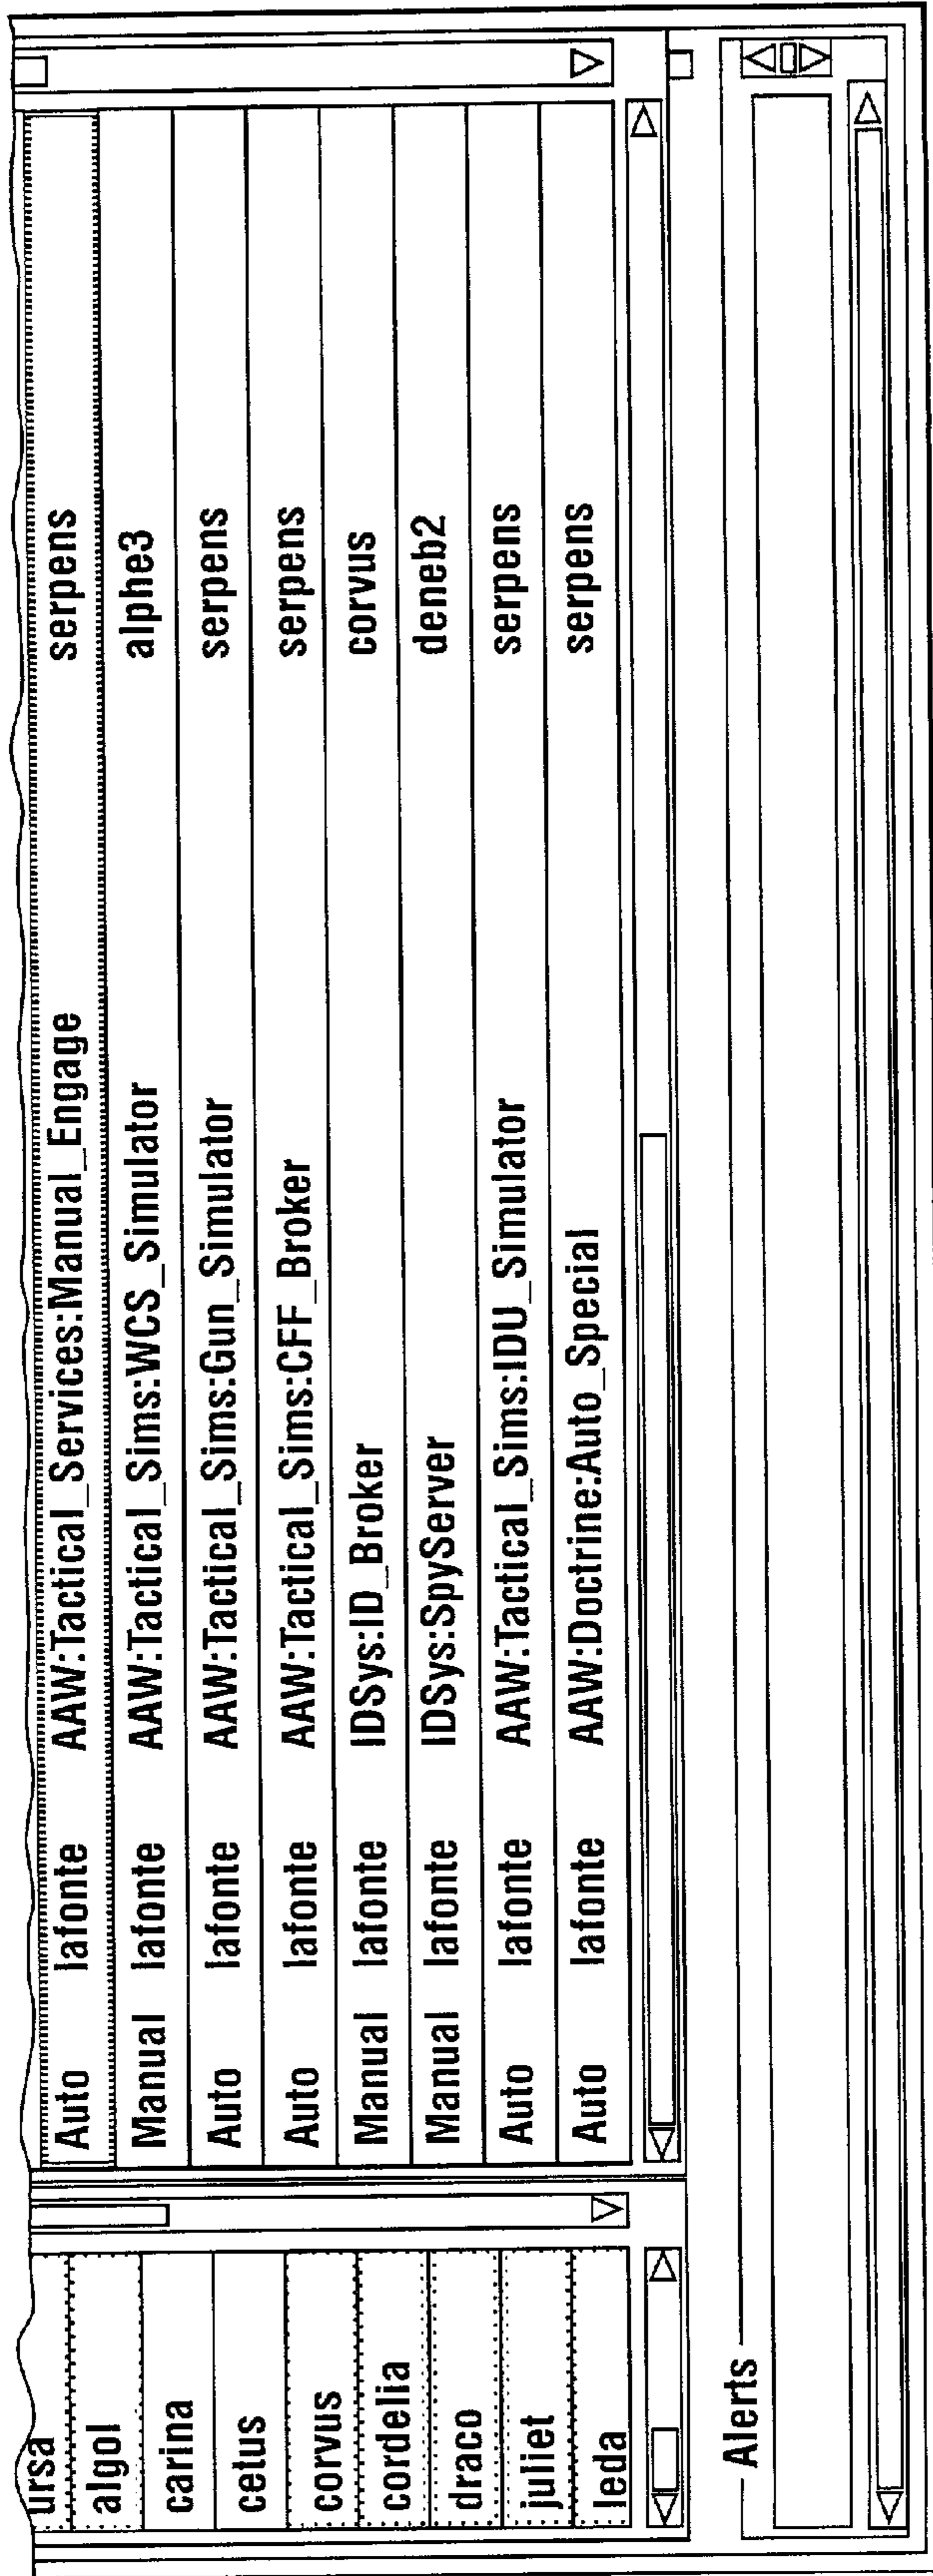 ursa
algol
carina
cetus
corvus
cordelia
draco
juliet
leda
Auto lafonte AAW:Tactical_Services:Manual_Engage serpens
Manual lafonte AAW:Tactical_Sims:WCS_Simulator alphe3
Auto lafonte AAW:Tactical_Sims:Gun_Simulator serpens
Auto lafonte AAW:Tactical_Sims:CFF_Broker serpens
Manual lafonte IDSys:ID_Broker corvus
Manual lafonte IDSys:SpyServer deneb2
Auto lafonte AAW:Tactical_Sims:IDU_Simulator serpens
Auto lafonte AAW:Doctrine:Auto_Special serpens
Alerts